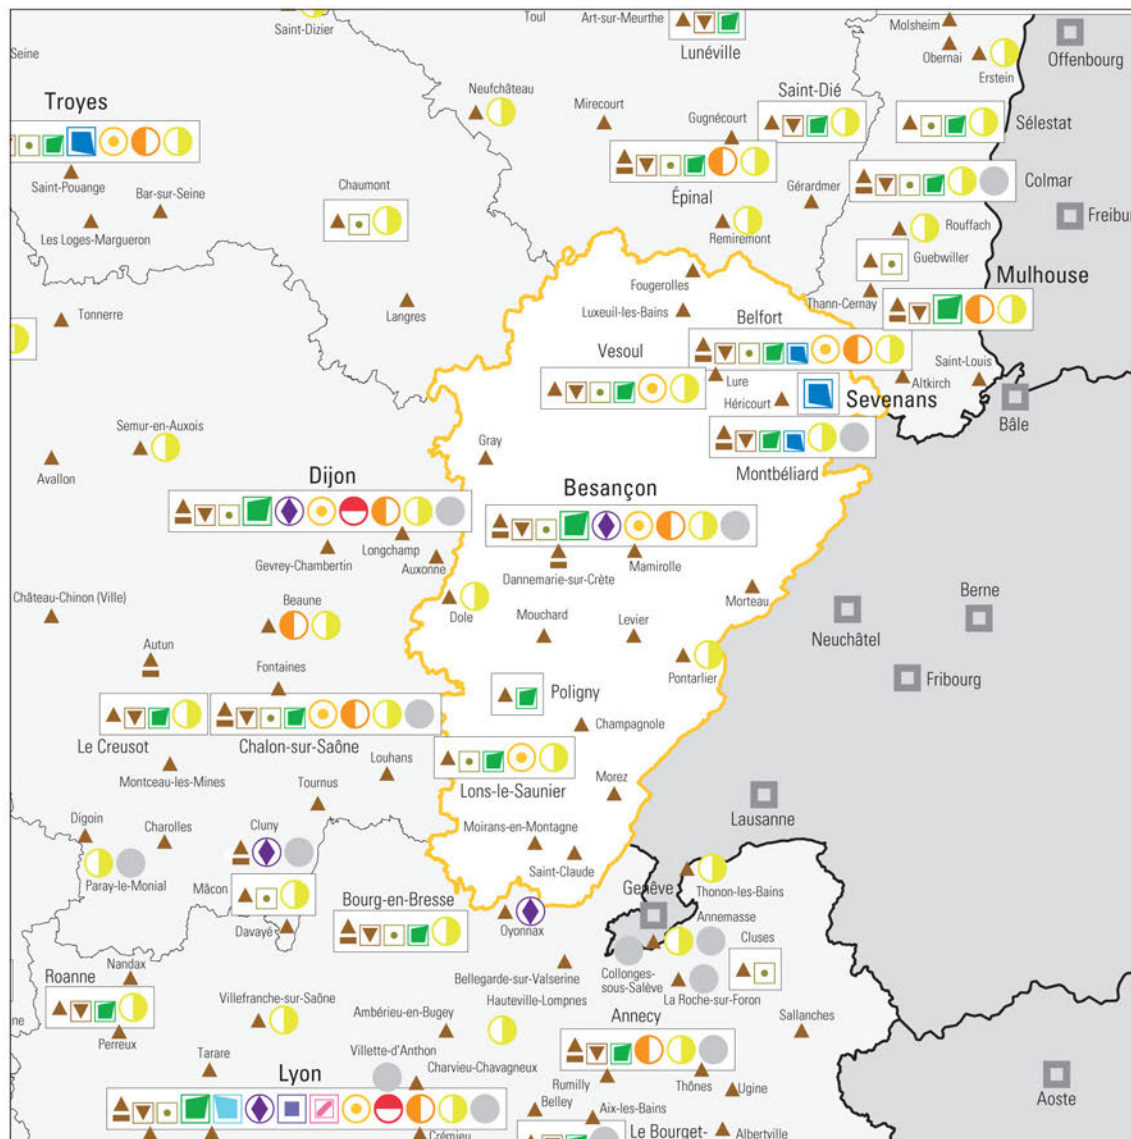 Toul
Art-sur-Meurthe
Lunéville
Molsheim
Obernai
Erstein
Offenbourg
Saint-Dizier
Seine
Troyes
Neufchâteau
Mirecourt
Gugnécourt
Saint-Dié
Sélestat
Saint-Pouange
Bar-sur-Seine
Les Loges-Margueron
Chaumont
Épinal
Gérardmer
Colmar
Remiremont
Rouffach
Freibur
Guebwiller
Fougerolles
Thann-Cernay
Mulhouse
Tonnerre
Langres
Luxeuil-les-Bains
Belfort
Vesoul
Lure
Héricourt
Sevenans
Altkirch
Saint-Louis
Bâle
Semur-en-Auxois
Avallon
Gray
Montbéliard
Dijon
Besançon
Longchamp
Gevrey-Chambertin
Auxonne
Dannemarie-sur-Crète
Mamirolle
Château-Chinon (Ville)
Beaune
Dole
Mouchard
Levier
Morteau
Neuchâtel
Berne
Autun
Fontaines
Pontarlier
Fribourg
Poligny
Champagnole
Le Creusot
Chalon-sur-Saône
Montceau-les-Mines
Louhans
Tournus
Lons-le-Saunier
Morez
Lausanne
Digoin
Charolles
Cluny
Moirans-en-Montagne
Saint-Claude
Paray-le-Monial
Mâcon
Davayé
Bourg-en-Bresse
Oyonnax
Genève
Thonon-les-Bains
Annemasse
Cluses
Collonges-
sous-Salève
La Roche-sur-Foron
Roanne
Nandax
Perreux
Villefranche-sur-Saône
Bellegarde-sur-Valserine
Hauteville-Lompnes
Ambérieu-en-Bugey
Annecy
Sallanches
ne
Tarare
Lyon
Villette-d'Anthon
Charvieu-Chavagneux
Rumilly
Thônes
Ugine
Aoste
Belley
Aix-les-Bains
Crémieu
Le Bourget-
Albertville